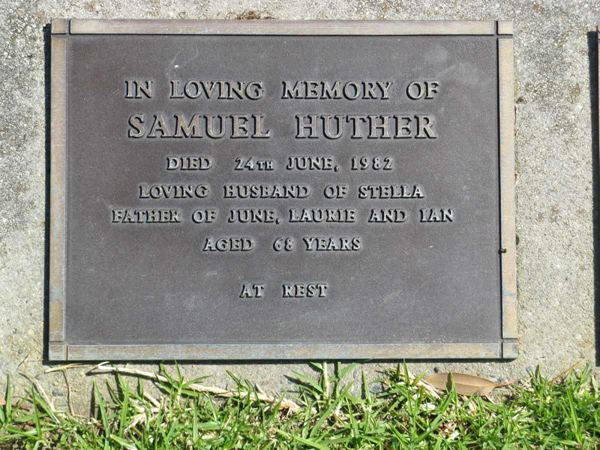 IN LOVING MEMORY OF
SAMUEL HUTHER
DIED 24TH JUNE, 1982
LOVING HUSBAND OF STELLA
FATHER OF JUNE, LAURIE AND IAN
AGED 68 YEARS
AT REST